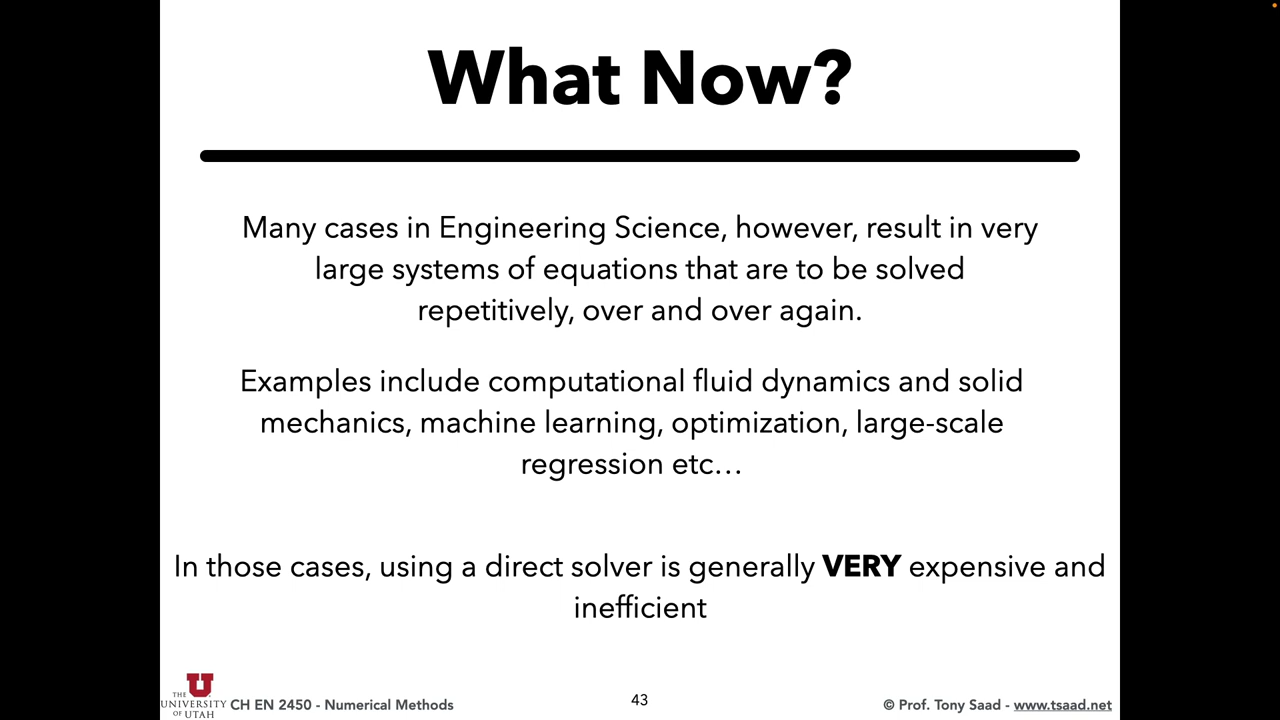 What Now?
Many cases in Engineering Science, however, result in very
large systems of equations that are to be solved
repetitively, over and over again.
Examples include computational fluid dynamics and solid
mechanics, machine learning, optimization, large-scale
regression etc…
In those cases, using a direct solver is generally VERY expensive and
inefficient
U
THE
UNIVERSITY
OF UTAH
CH EN 2450 - Numerical Methods
43
© Prof. Tony Saad - www.tsaad.net